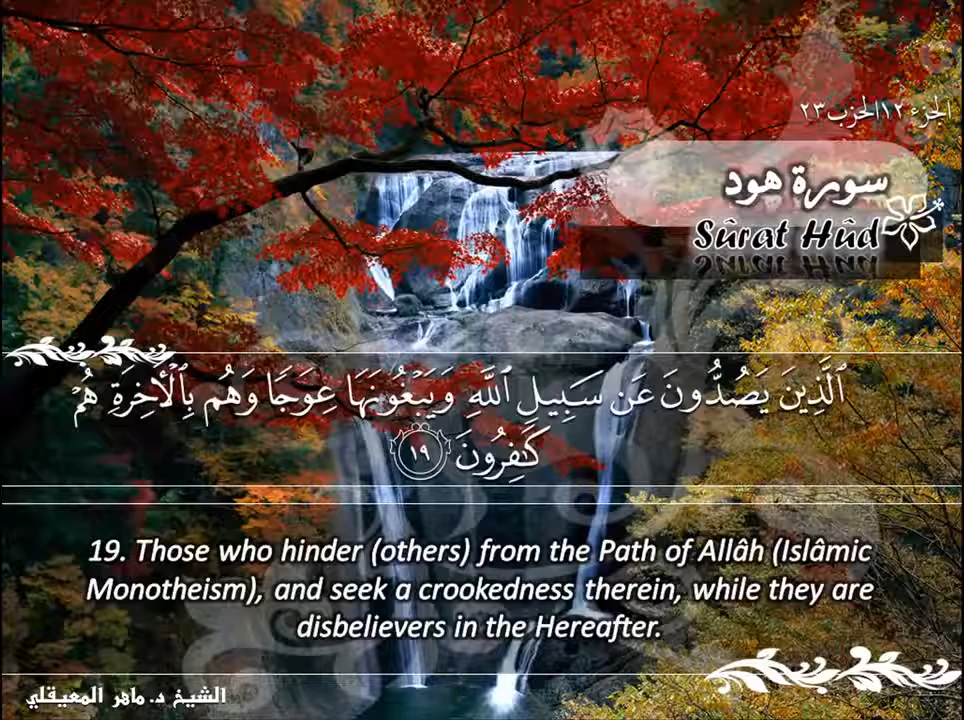 الجزء ١٢ الحزب ٢٣
سورة هود
Sûrat Hûd
ٱلَّذِينَ يَصُدُّونَ عَن سَبِيلِ ٱللَّهِ وَيَبْغُونَهَا عِوَجًا وَهُم بِٱلْأَخِرَةِ هُمْ
كَٰفِرُونَ ١٩
19. Those who hinder (others) from the Path of Allâh (Islâmic
Monotheism), and seek a crookedness therein, while they are
disbelievers in the Hereafter.
الشيخ د. ماهر المعيقلي